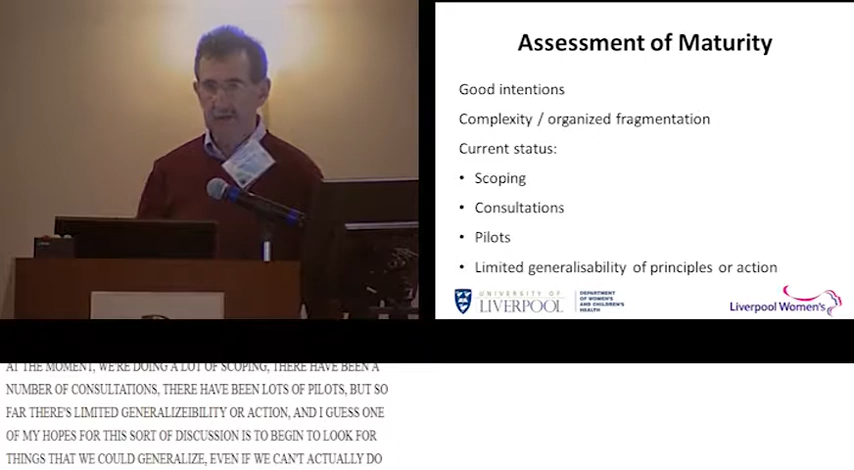 Assessment of Maturity
Good intentions
Complexity / organized fragmentation
Current status:
• Scoping
• Consultations
• Pilots
• Limited generalisability of principles or action
UNIVERSITY OF
LIVERPOOL
DEPARTMENT
OF WOMEN'S
AND CHILDREN'S
HEALTH
Liverpool Women's
AT THE MOMENT, WE'RE DOING A LOT OF SCOPING, THERE HAVE BEEN A
NUMBER OF CONSULTATIONS, THERE HAVE BEEN LOTS OF PILOTS, BUT SO
FAR THERE'S LIMITED GENERALIZEIBILITY OR ACTION, AND I GUESS ONE
OF MY HOPES FOR THIS SORT OF DISCUSSION IS TO BEGIN TO LOOK FOR
THINGS THAT WE COULD GENERALIZE, EVEN IF WE CAN'T ACTUALLY DO